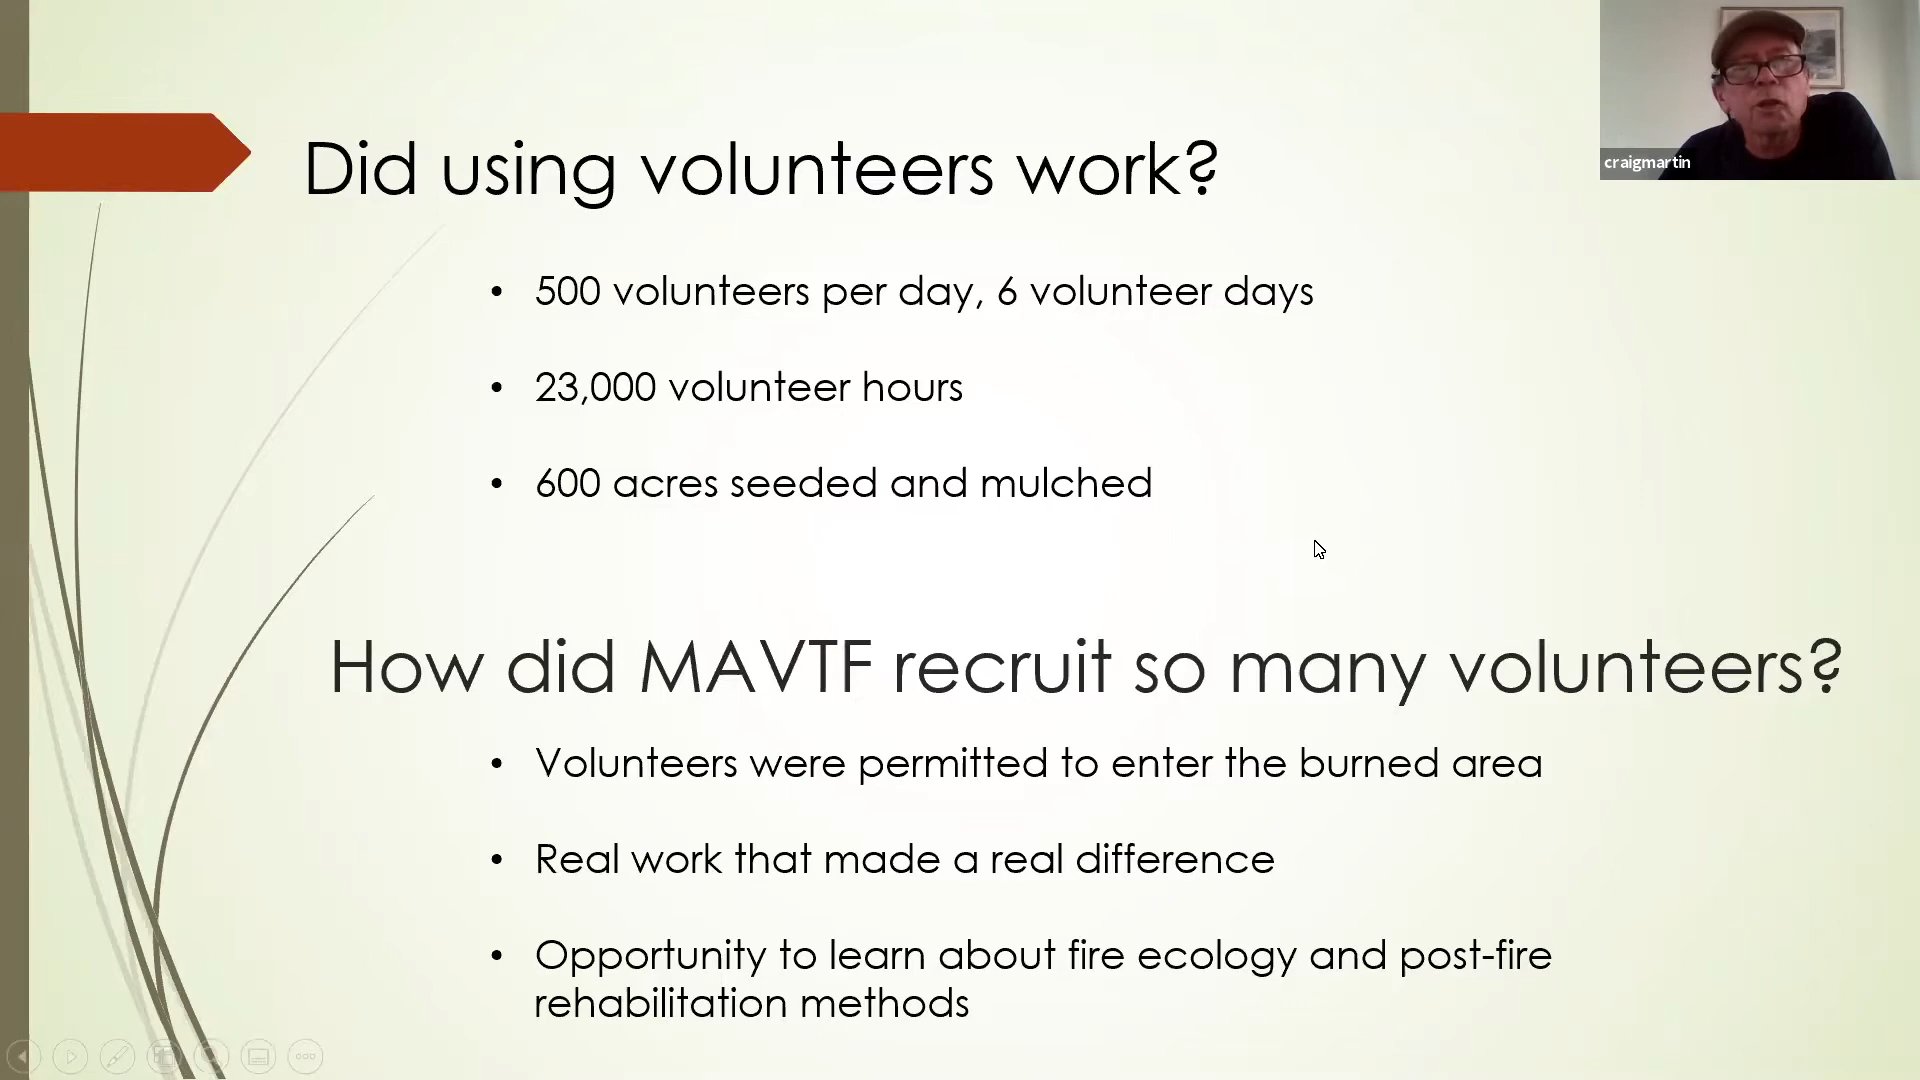 craigmartin
Did using volunteers work?
• 500 volunteers per day, 6 volunteer days
• 23,000 volunteer hours
• 600 acres seeded and mulched
How did MAVTF recruit so many volunteers?
• Volunteers were permitted to enter the burned area
• Real work that made a real difference
• Opportunity to learn about fire ecology and post-fire
rehabilitation methods